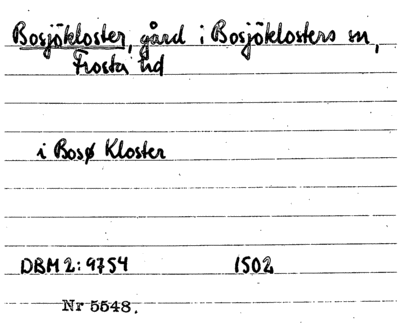 Bosjökloster, gård i Bosjöklosters sn,
Frosta hd
i Bosø Kloster
DBM 2:9754 1502
Nr 5548.